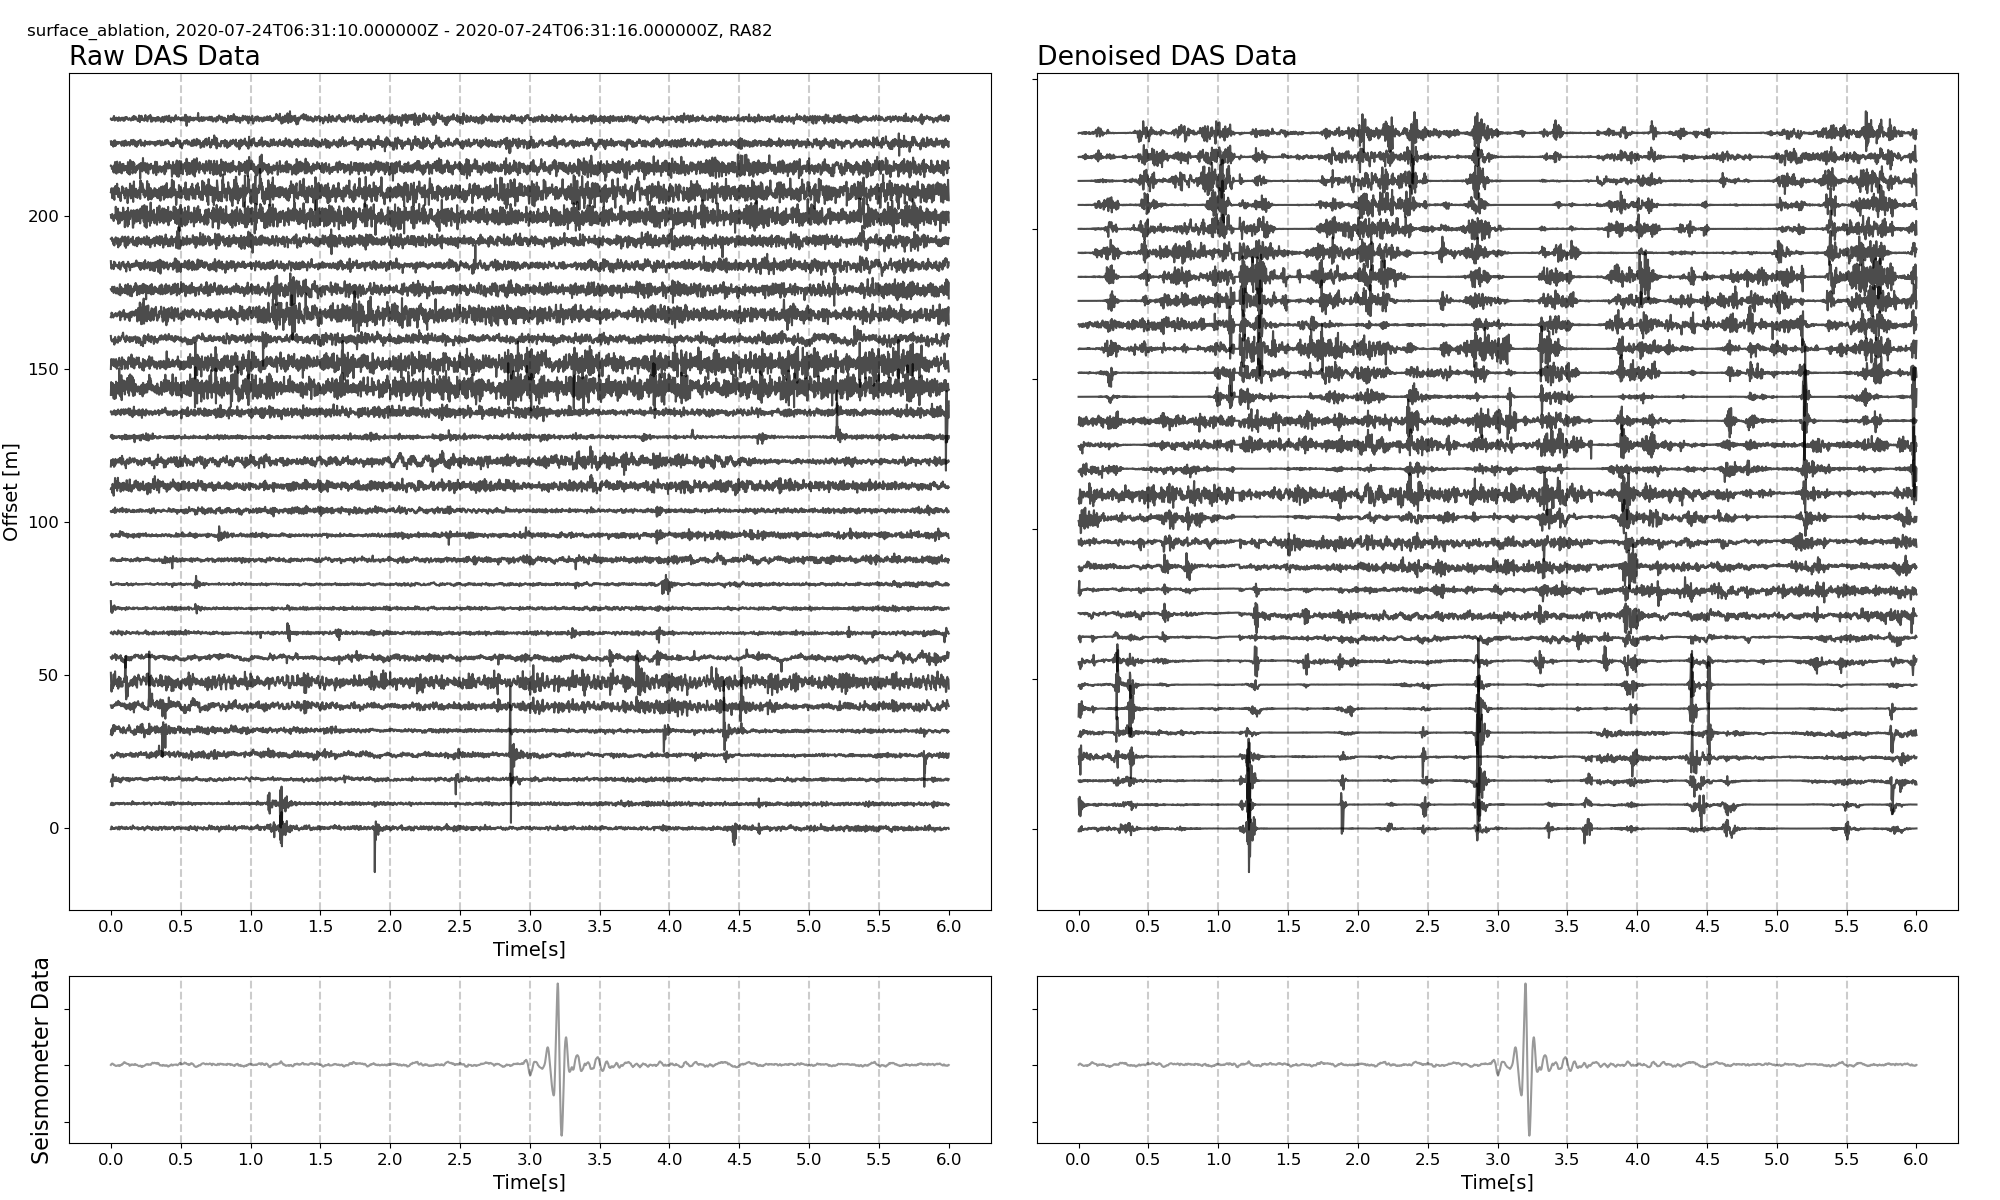 surface_ablation, 2020-07-24T06:31:10.000000Z - 2020-07-24T06:31:16.000000Z, RA82
Raw DAS Data
Denoised DAS Data
Offset [m]
200
150
100
50
0
0.0 0.5 1.0 1.5 2.0 2.5 3.0 3.5 4.0 4.5 5.0 5.5 6.0
Time[s]
0.0 0.5 1.0 1.5 2.0 2.5 3.0 3.5 4.0 4.5 5.0 5.5 6.0
Seismometer Data
0.0 0.5 1.0 1.5 2.0 2.5 3.0 3.5 4.0 4.5 5.0 5.5 6.0
Time[s]
0.0 0.5 1.0 1.5 2.0 2.5 3.0 3.5 4.0 4.5 5.0 5.5 6.0
Time[s]